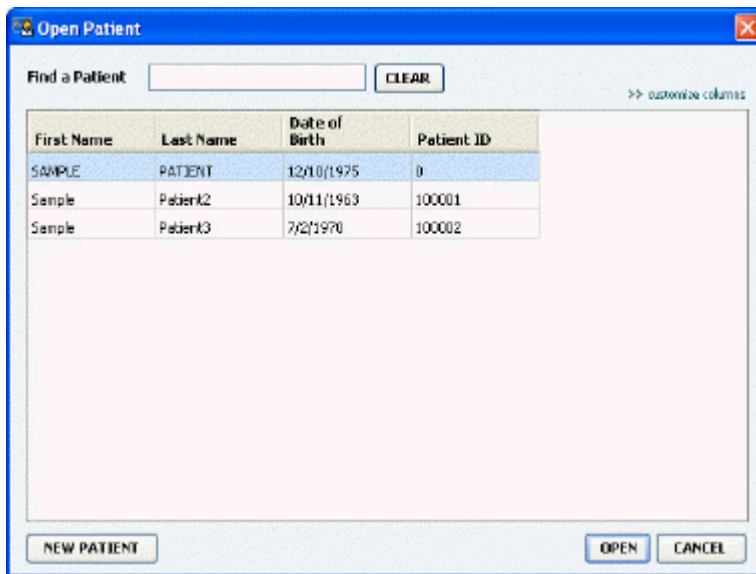 Open Patient
Find a Patient CLEAR
>> customize columns
First Name Last Name Date of Birth Patient ID
SAMPLE PATIENT 12/10/1975 0
Sample Patient2 10/11/1963 100001
Sample Patient3 7/2/1970 100002
NEW PATIENT OPEN CANCEL